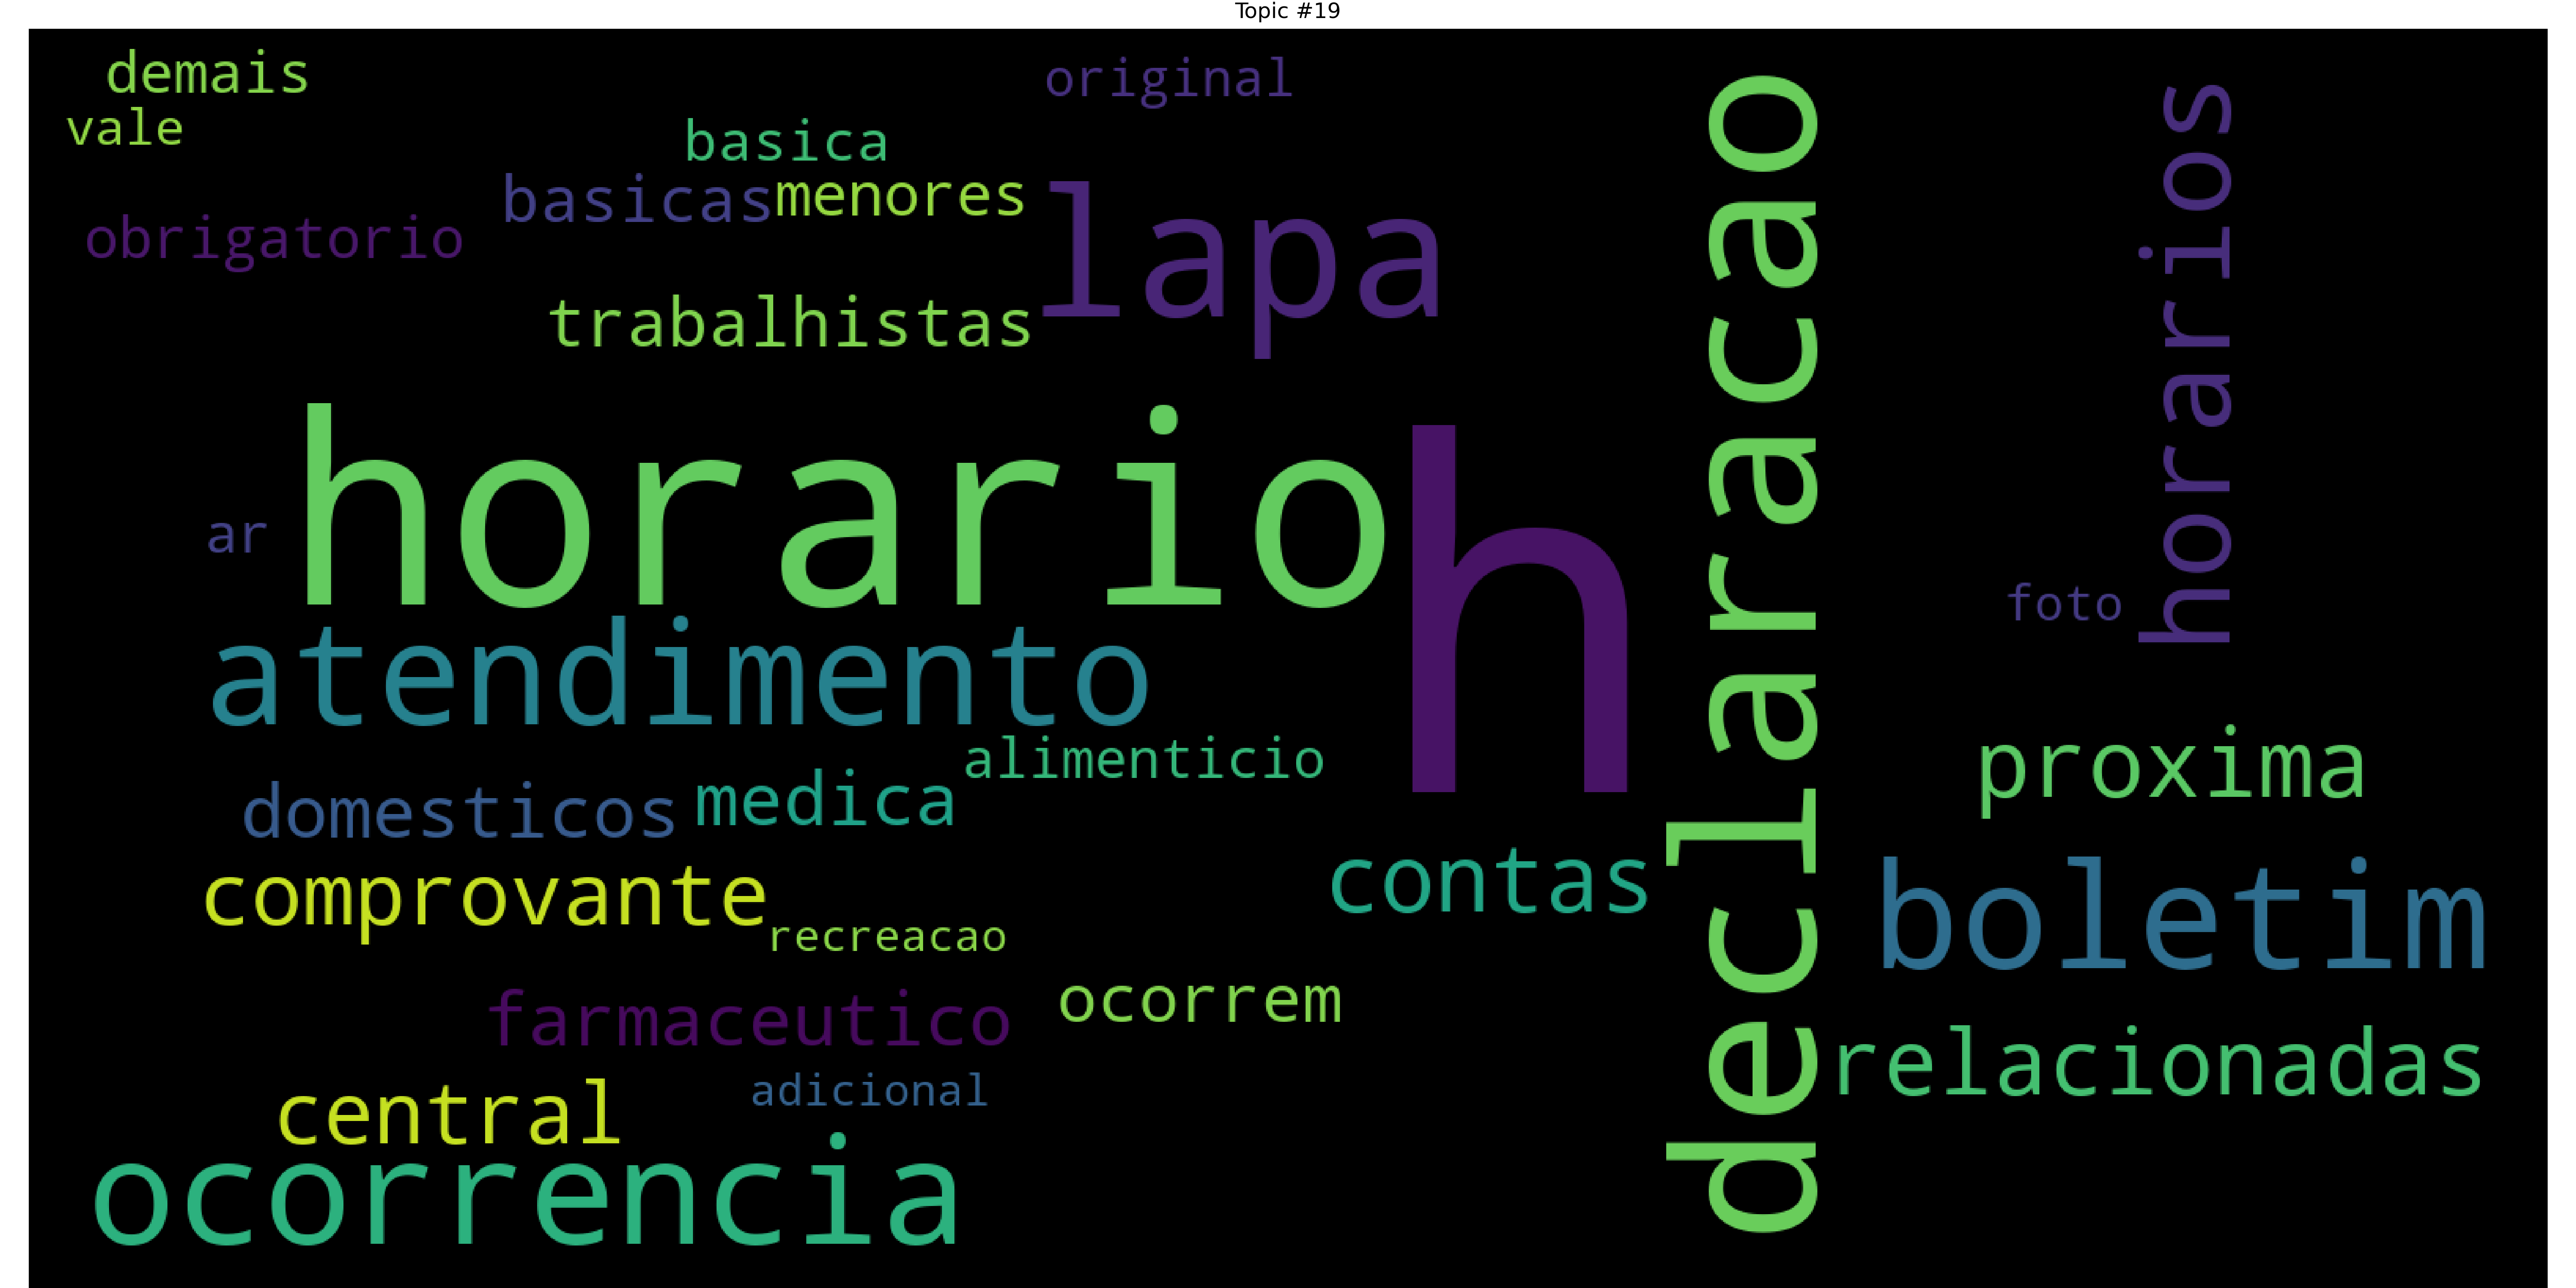 Topic #19
demais
original
vale
basica
basicas
menores
obrigatorio
lapa
trabalhistas
declaracao
horarios
horario
h
ar
foto
atendimento
alimenticio
proxima
domesticos
medica
contas
comprovante
boletim
recreacao
farmaceutico
ocorrem
relacionadas
central
adicional
ocorrencia